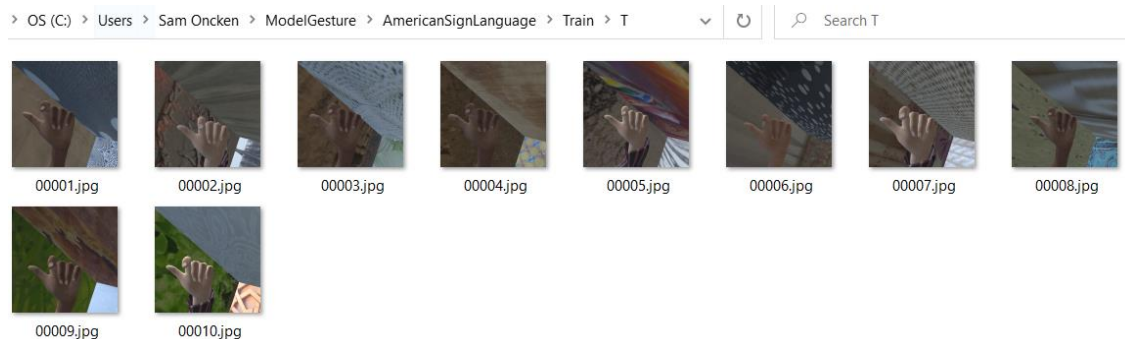 > OS (C:) > Users > Sam Oncken > ModelGesture > AmericanSignLanguage > Train > T Search T
00001.jpg 00002.jpg 00003.jpg 00004.jpg 00005.jpg 00006.jpg 00007.jpg 00008.jpg
00009.jpg 00010.jpg